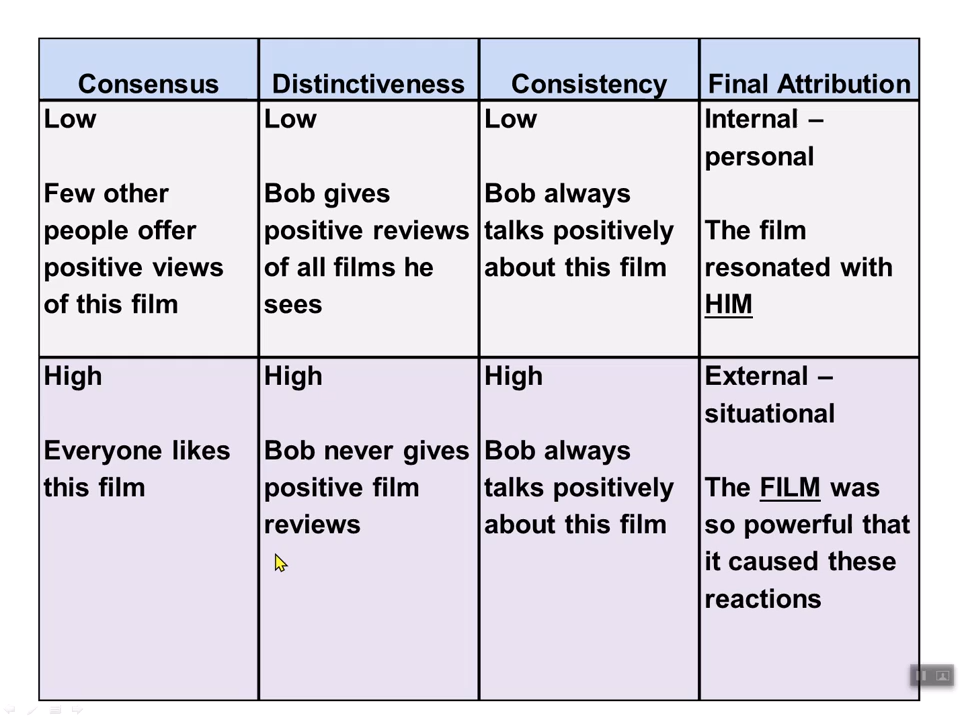 Consensus
Distinctiveness
Consistency
Final Attribution
Low
Few other
people offer
positive views
of this film
Low
Bob gives
positive reviews
of all films he
sees
Low
Bob always
talks positively
about this film
Internal –
personal
The film
resonated with
HIM
High
Everyone likes
this film
High
Bob never gives
positive film
reviews
High
Bob always
talks positively
about this film
External –
situational
The FILM was
so powerful that
it caused these
reactions